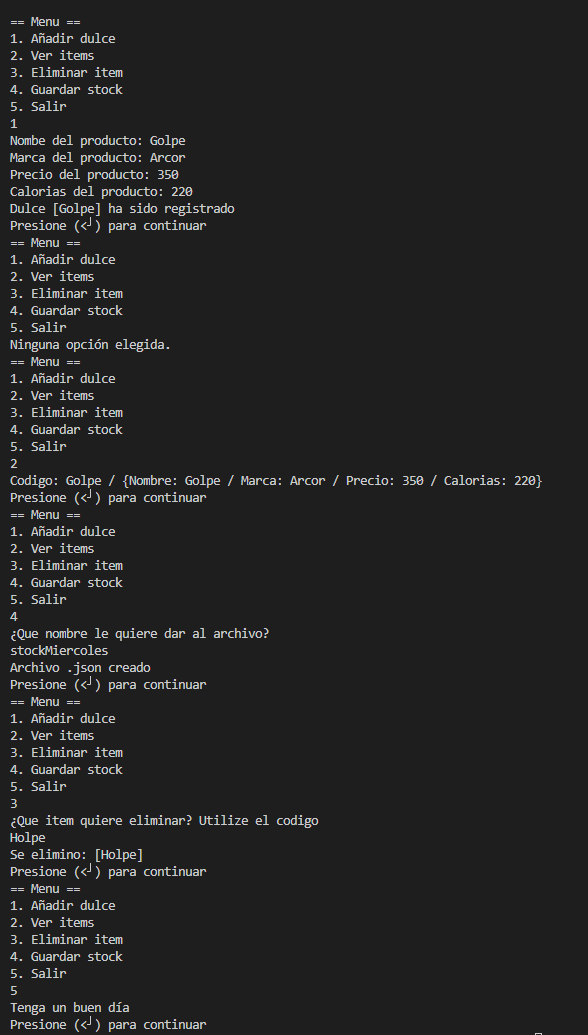 == Menu ==
1. Añadir dulce
2. Ver items
3. Eliminar item
4. Guardar stock
5. Salir
1
Nombe del producto: Golpe
Marca del producto: Arcor
Precio del producto: 350
Calorias del producto: 220
Dulce [Golpe] ha sido registrado
Presione (<┘) para continuar
== Menu ==
1. Añadir dulce
2. Ver items
3. Eliminar item
4. Guardar stock
5. Salir
Ninguna opción elegida.
== Menu ==
1. Añadir dulce
2. Ver items
3. Eliminar item
4. Guardar stock
5. Salir
2
Codigo: Golpe / {Nombre: Golpe / Marca: Arcor / Precio: 350 / Calorias: 220}
Presione (<┘) para continuar
== Menu ==
1. Añadir dulce
2. Ver items
3. Eliminar item
4. Guardar stock
5. Salir
4
¿Que nombre le quiere dar al archivo?
stockMiercoles
Archivo .json creado
Presione (<┘) para continuar
== Menu ==
1. Añadir dulce
2. Ver items
3. Eliminar item
4. Guardar stock
5. Salir
3
¿Que item quiere eliminar? Utilize el codigo
Holpe
Se elimino: [Holpe]
Presione (<┘) para continuar
== Menu ==
1. Añadir dulce
2. Ver items
3. Eliminar item
4. Guardar stock
5. Salir
5
Tenga un buen día
Presione (<┘) para continuar